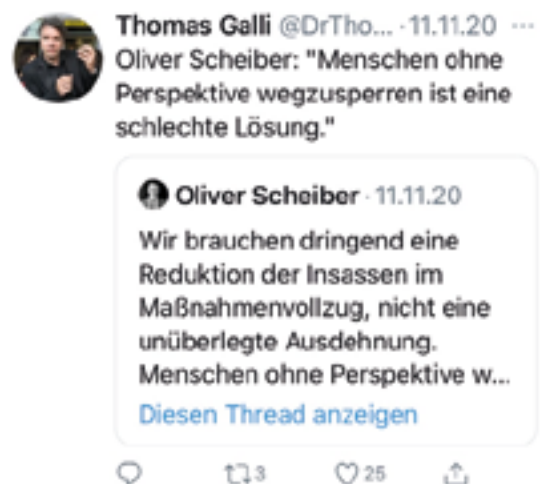 Thomas Galli @DrTho... · 11.11.20 ...
Oliver Scheiber: "Menschen ohne
Perspektive wegzusperren ist eine
schlechte Lösung."
Oliver Scheiber · 11.11.20
Wir brauchen dringend eine
Reduktion der Insassen im
Maßnahmenvollzug, nicht eine
unüberlegte Ausdehnung.
Menschen ohne Perspektive w...
Diesen Thread anzeigen
3 25